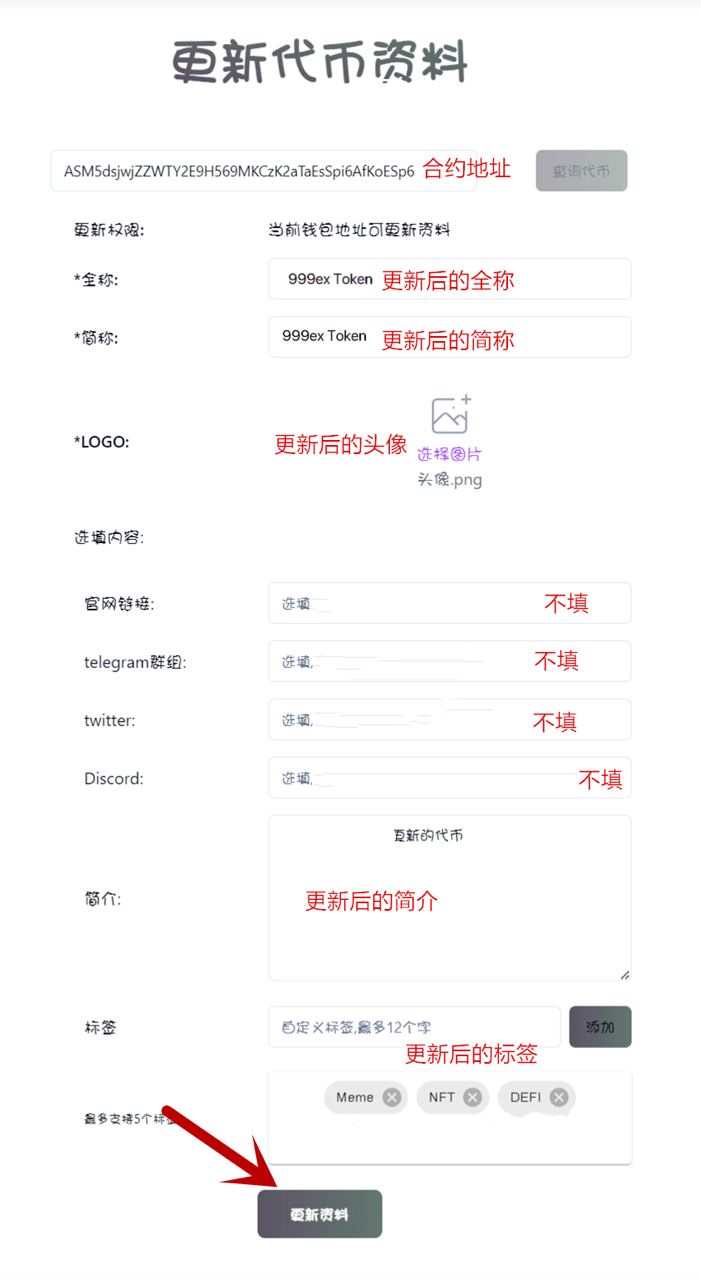 更新代币资料
ASM5dsjwjZZWTY2E9H569MKCzK2aTaEsSpi6AfKoESp6 合约地址 查询代币
更新权限: 当前钱包地址可更新资料
*全称: 999ex Token 更新后的全称
*简称: 999ex Token 更新后的简称
*LOGO: 更新后的头像 选择图片
头像.png
选填内容:
官网链接: 选填 不填
telegram群组: 选填, 不填
twitter: 选填, 不填
Discord: 选填, 不填
更新的代币
简介: 更新后的简介
标签 自定义标签,最多12个字 添加
更新后的标签
Meme NFT DEFI
最多支持5个标签
更新资料